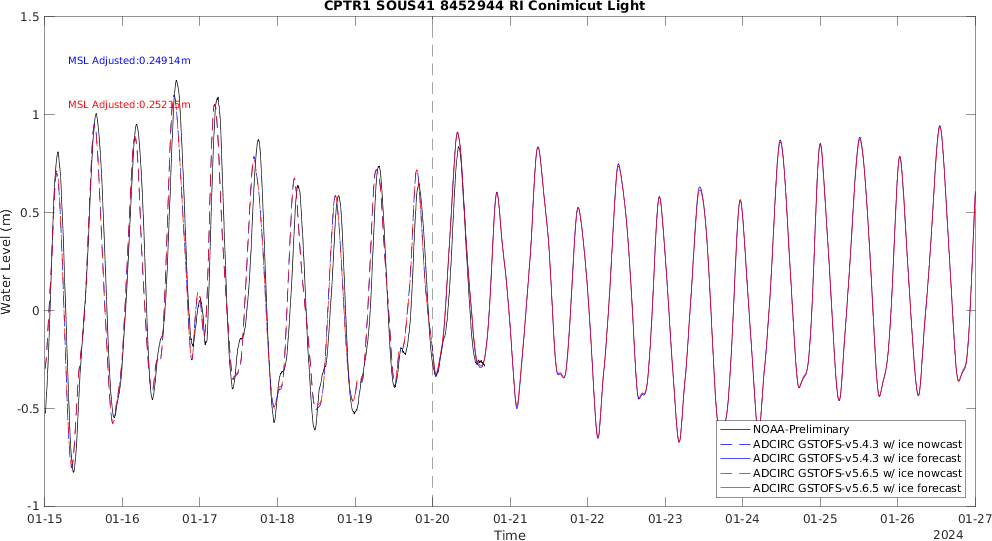 CPTR1 SOUS41 8452944 RI Conimicut Light
1.5
MSL Adjusted:0.24914m
MSL Adjusted:0.25215m
1
0.5
0
-0.5
-1
Water Level (m)
NOAA-Preliminary
ADCIRC GSTOFS-v5.4.3 w/ ice nowcast
ADCIRC GSTOFS-v5.4.3 w/ ice forecast
ADCIRC GSTOFS-v5.6.5 w/ ice nowcast
ADCIRC GSTOFS-v5.6.5 w/ ice forecast
01-15 01-16 01-17 01-18 01-19 01-20 01-21 01-22 01-23 01-24 01-25 01-26 01-27
Time
2024